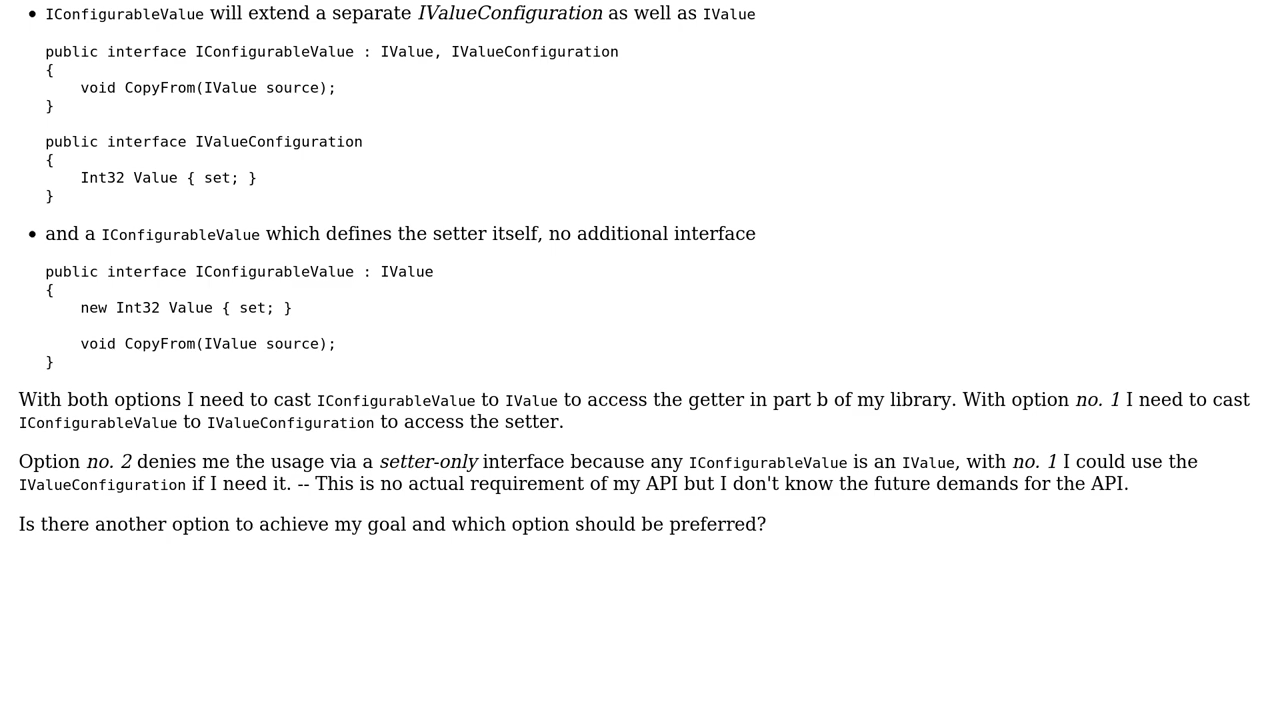 IConfigurableValue will extend a separate IValueConfiguration as well as IValue
public interface IConfigurableValue : IValue, IValueConfiguration
{
    void CopyFrom(IValue source);
}
public interface IValueConfiguration
{
    Int32 Value { set; }
}
and a IConfigurableValue which defines the setter itself, no additional interface
public interface IConfigurableValue : IValue
{
    new Int32 Value { set; }
    void CopyFrom(IValue source);
}
With both options I need to cast IConfigurableValue to IValue to access the getter in part b of my library. With option no. 1 I need to cast
IConfigurableValue to IValueConfiguration to access the setter.
Option no. 2 denies me the usage via a setter-only interface because any IConfigurableValue is an IValue, with no. 1 I could use the
IValueConfiguration if I need it. -- This is no actual requirement of my API but I don't know the future demands for the API.
Is there another option to achieve my goal and which option should be preferred?